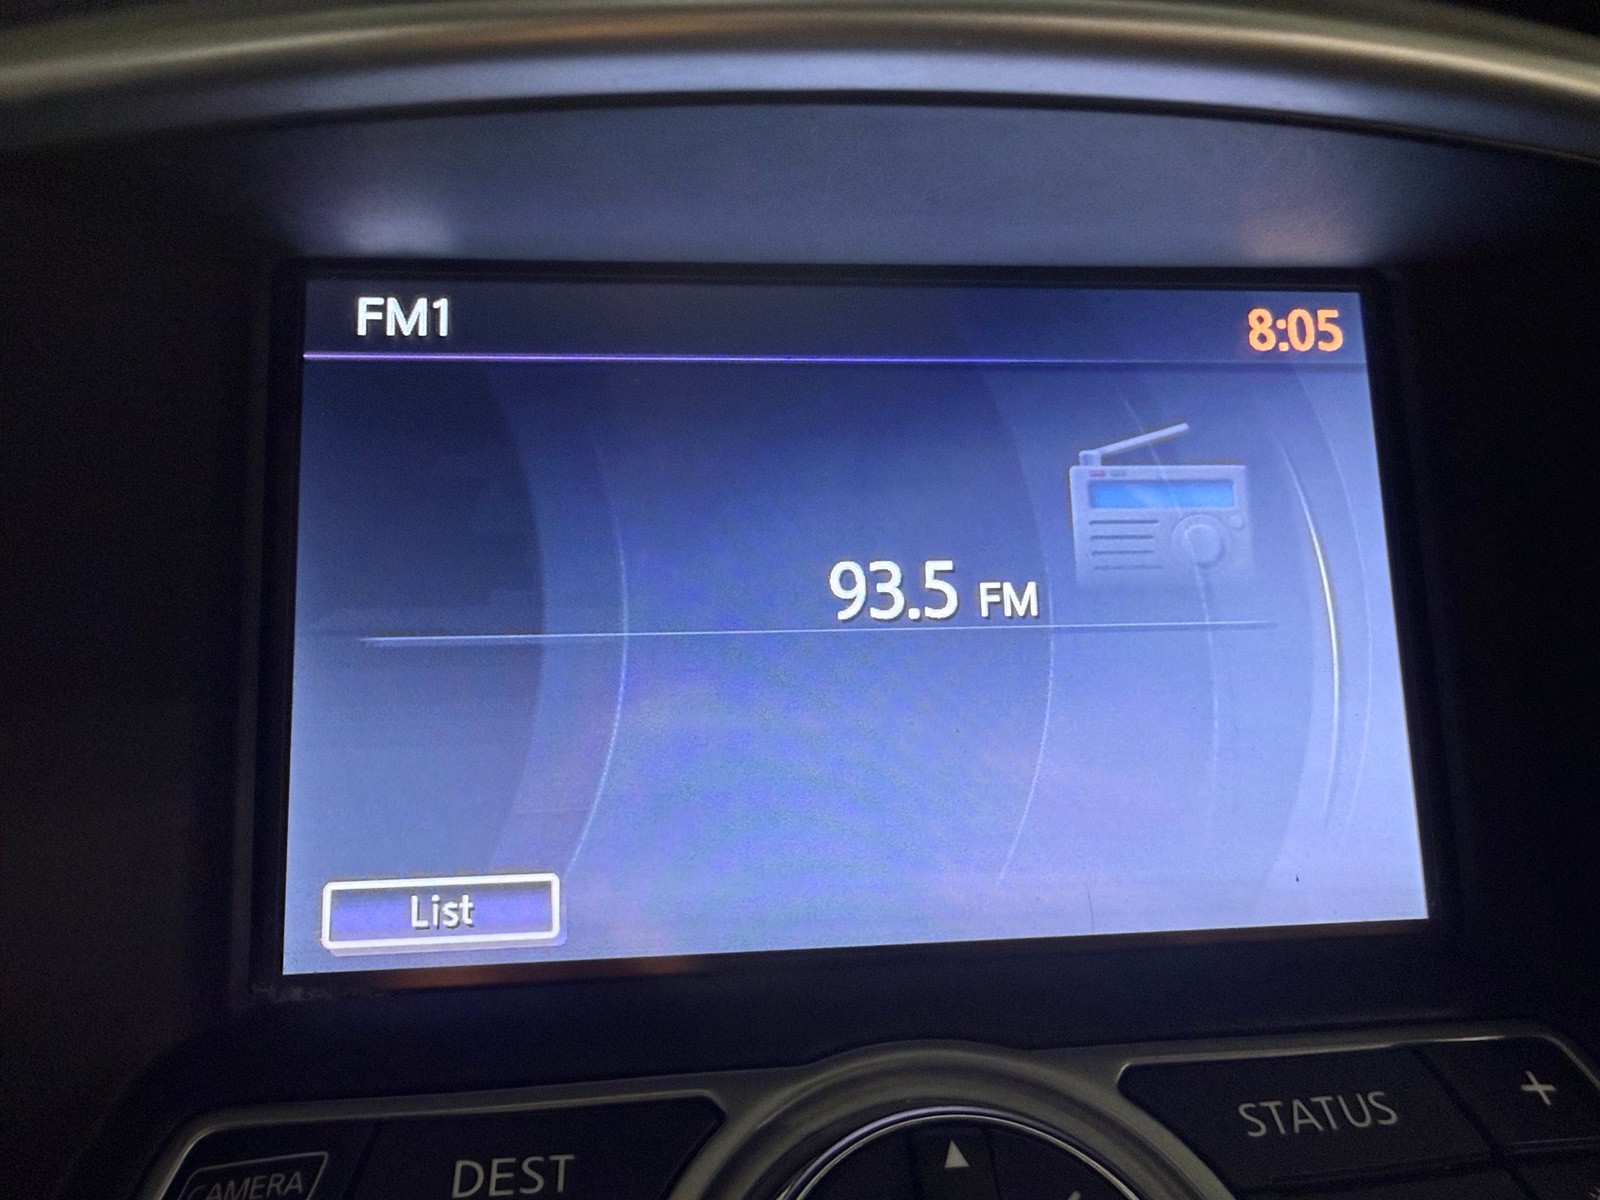 FM1
8:05
93.5 FM
List
CAMERA
DEST
STATUS
+